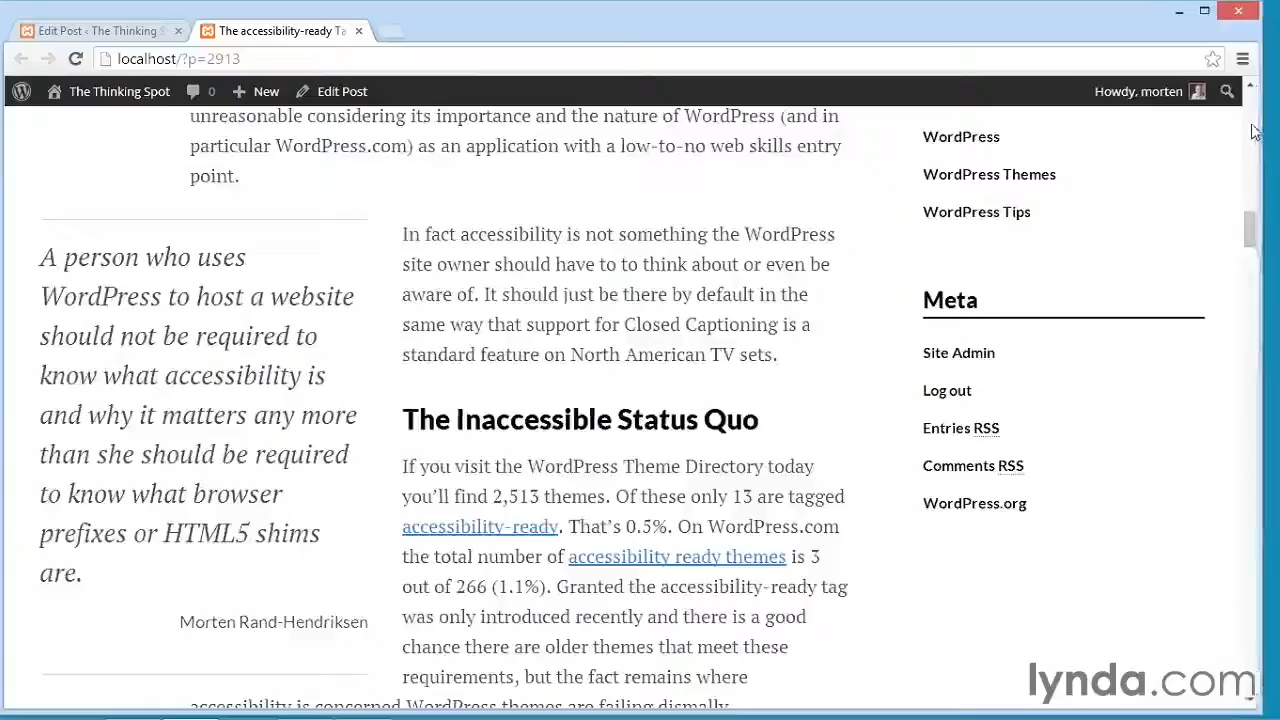 Edit Post ‹ The Thinking S
The accessibility-ready Ta
localhost/?p=2913
The Thinking Spot
0
New
Edit Post
Howdy, morten
unreasonable considering its importance and the nature of WordPress (and in
particular WordPress.com) as an application with a low-to-no web skills entry
point.
A person who uses
WordPress to host a website
should not be required to
know what accessibility is
and why it matters any more
than she should be required
to know what browser
prefixes or HTML5 shims
are.
Morten Rand-Hendriksen
In fact accessibility is not something the WordPress
site owner should have to to think about or even be
aware of. It should just be there by default in the
same way that support for Closed Captioning is a
standard feature on North American TV sets.
The Inaccessible Status Quo
If you visit the WordPress Theme Directory today
you’ll find 2,513 themes. Of these only 13 are tagged
accessibility-ready. That’s 0.5%. On WordPress.com
the total number of accessibility ready themes is 3
out of 266 (1.1%). Granted the accessibility-ready tag
was only introduced recently and there is a good
chance there are older themes that meet these
requirements, but the fact remains where
accessibility is concerned WordPress themes are failing dismally.
WordPress
WordPress Themes
WordPress Tips
Meta
Site Admin
Log out
Entries RSS
Comments RSS
WordPress.org
lynda.com